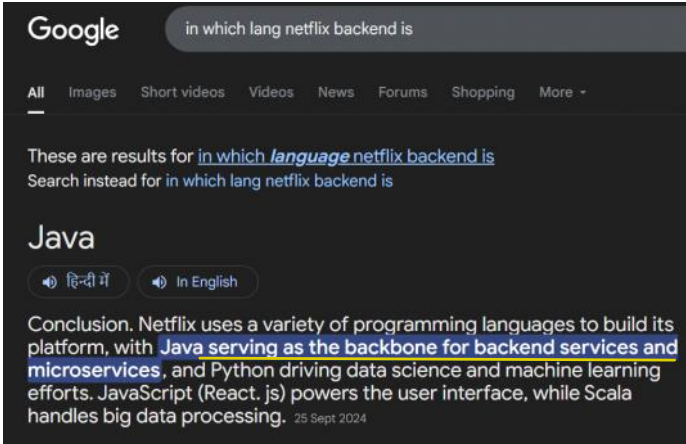 Google
in which lang netflix backend is
All Images Short videos Videos News Forums Shopping More
These are results for in which language netflix backend is
Search instead for in which lang netflix backend is
Java
हिन्दी में In English
Conclusion. Netflix uses a variety of programming languages to build its
platform, with Java serving as the backbone for backend services and
microservices, and Python driving data science and machine learning
efforts. JavaScript (React. js) powers the user interface, while Scala
handles big data processing. 25 Sept 2024